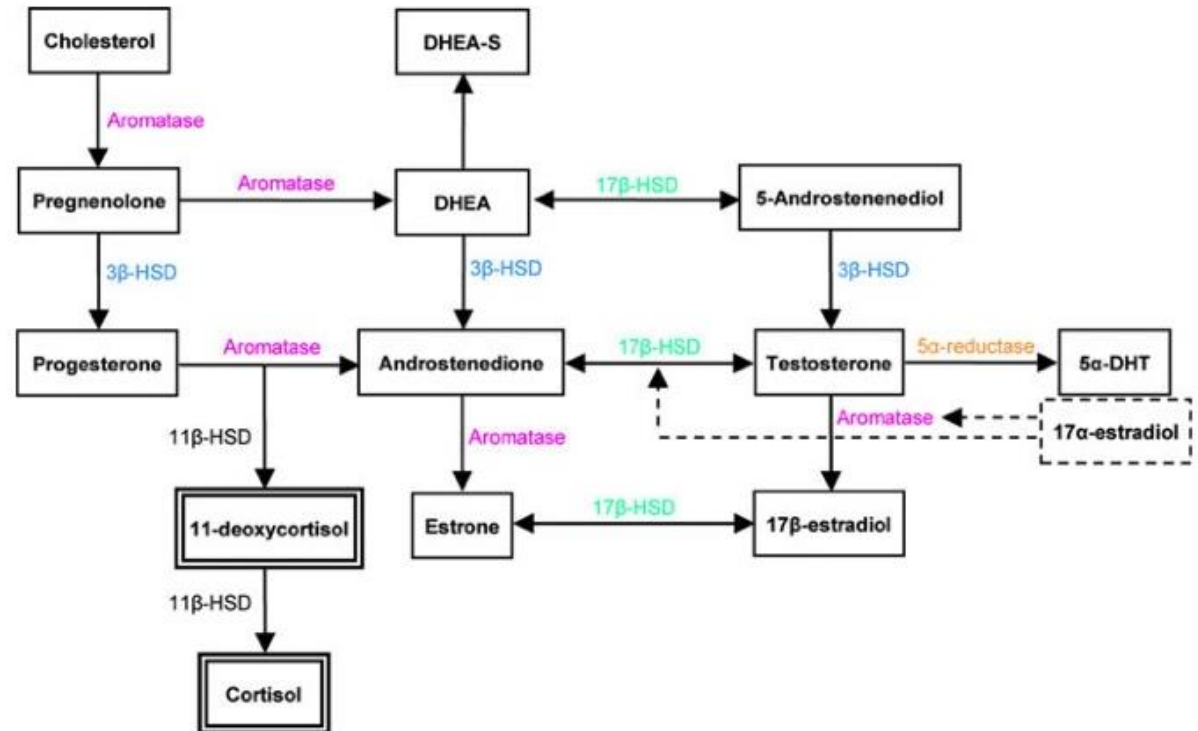 Cholesterol
DHEA-S
Aromatase
Pregnenolone
Aromatase
DHEA
17β-HSD
5-Androstenenediol
3β-HSD
3β-HSD
3β-HSD
Progesterone
Aromatase
Androstenedione
17β-HSD
Testosterone
5α-reductase
5α-DHT
11β-HSD
Aromatase
Aromatase
17α-estradiol
11-deoxycortisol
Estrone
17β-HSD
17β-estradiol
11β-HSD
Cortisol